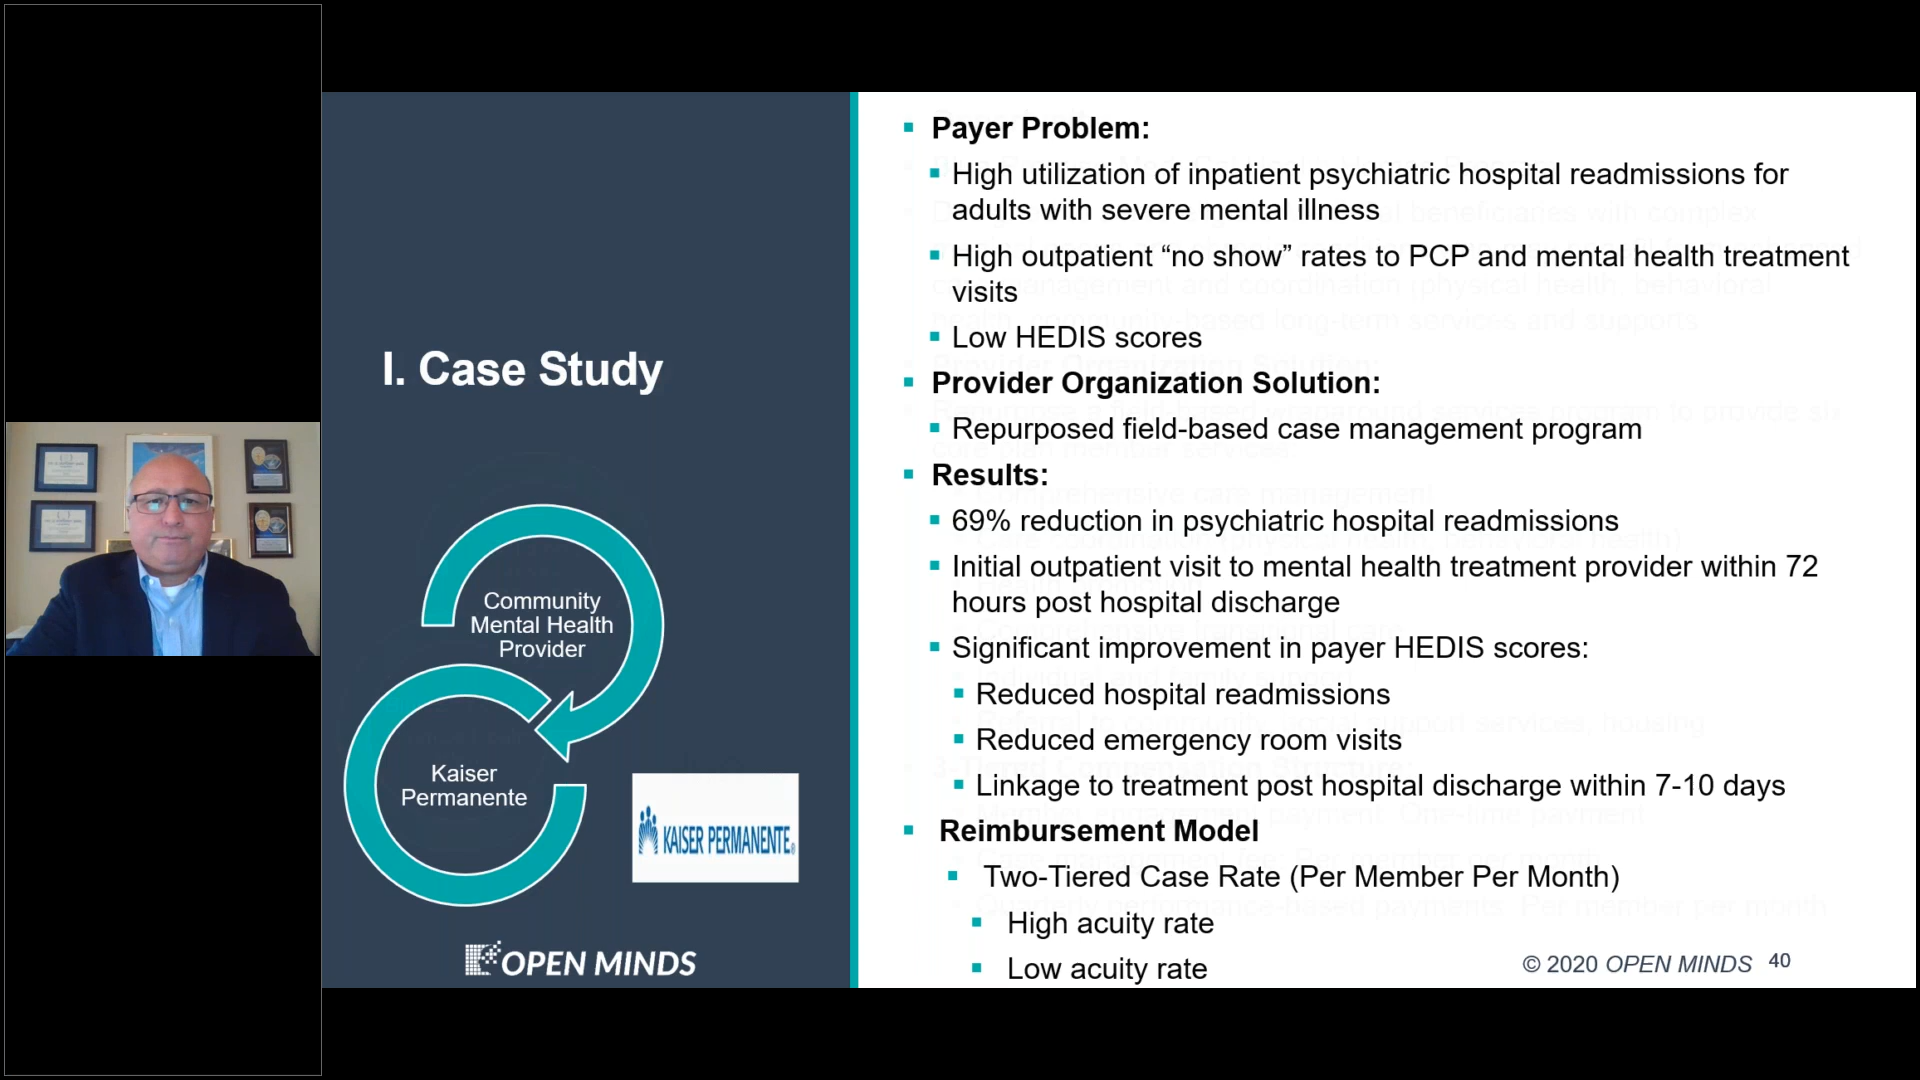 I. Case Study
Community
Mental Health
Provider
Kaiser
Permanente
KAISER PERMANENTE®
OPEN MINDS
Payer Problem:
High utilization of inpatient psychiatric hospital readmissions for
adults with severe mental illness
High outpatient “no show” rates to PCP and mental health treatment
visits
Low HEDIS scores
Provider Organization Solution:
Repurposed field-based case management program
Results:
69% reduction in psychiatric hospital readmissions
Initial outpatient visit to mental health treatment provider within 72
hours post hospital discharge
Significant improvement in payer HEDIS scores:
Reduced hospital readmissions
Reduced emergency room visits
Linkage to treatment post hospital discharge within 7-10 days
Reimbursement Model
Two-Tiered Case Rate (Per Member Per Month)
High acuity rate
Low acuity rate
© 2020 OPEN MINDS 40